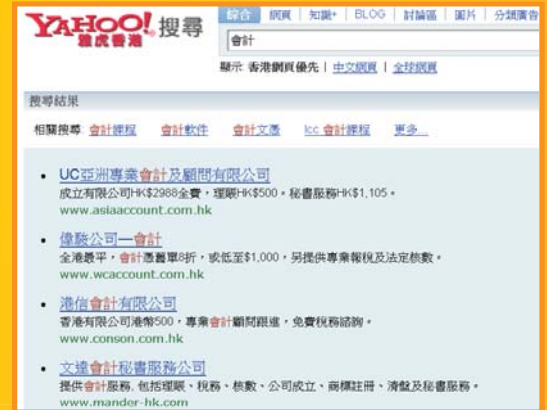 YAHOO! 搜尋
雅虎香港
綜合 網頁 知識+ BLOG 討論區 圖片 分類廣告
會計
顯示 香港網頁優先 | 中文網頁 | 全球網頁
搜尋結果
相關搜尋 會計課程 會計軟件 會計文憑 lcc 會計課程 更多...
• UC亞洲專業會計及顧問有限公司
成立有限公司HK$2988全費,理賬HK$500。秘書服務HK$1,105。
www.asiaaccount.com.hk
• 偉駿公司—會計
全港最平,會計憑舊單8折,或低至$1,000,另提供專業報稅及法定核數。
www.wcaccount.com.hk
• 港信會計有限公司
香港有限公司港幣500,專業會計顧問跟進,免費稅務諮詢。
www.conson.com.hk
• 文達會計秘書服務公司
提供會計服務, 包括理賬、稅務、核數、公司成立、商標註冊、清盤及秘書服務。
www.mander-hk.com